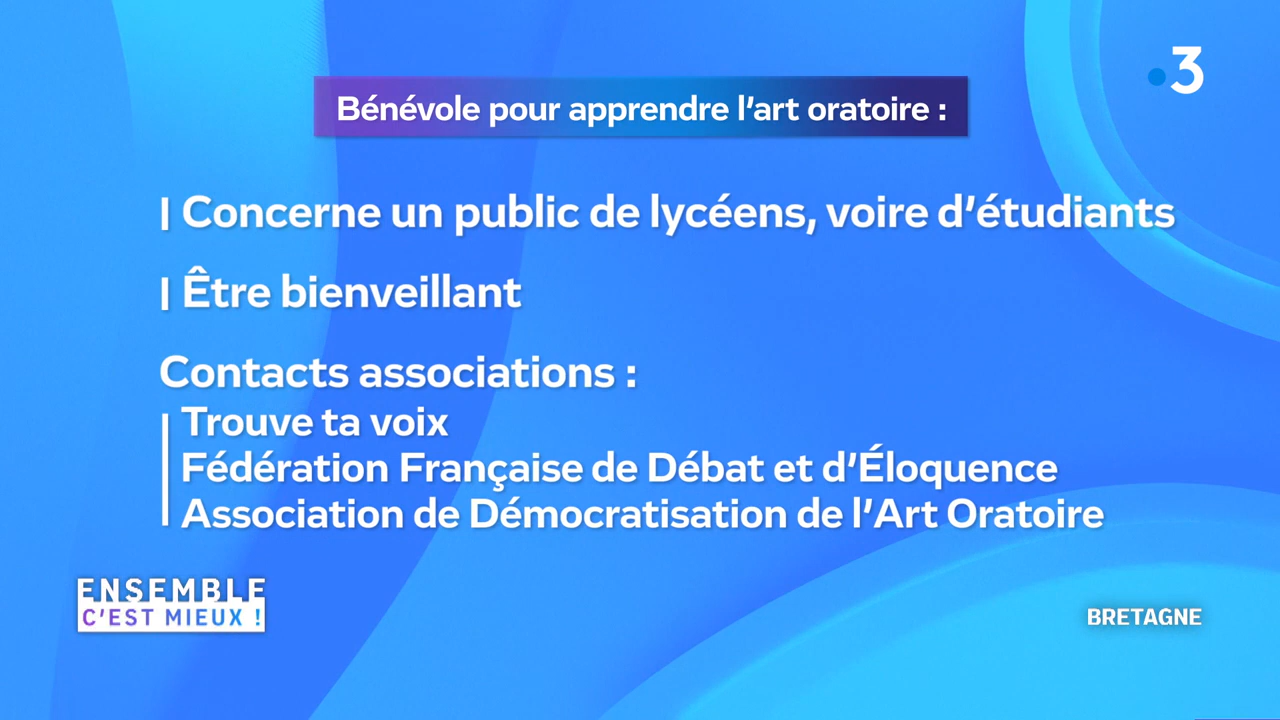 3
Bénévole pour apprendre l’art oratoire :
| Concerne un public de lycéens, voire d’étudiants
| Être bienveillant
Contacts associations :
Trouve ta voix
Fédération Française de Débat et d’Éloquence
Association de Démocratisation de l’Art Oratoire
ENSEMBLE
C’EST MIEUX !
BRETAGNE